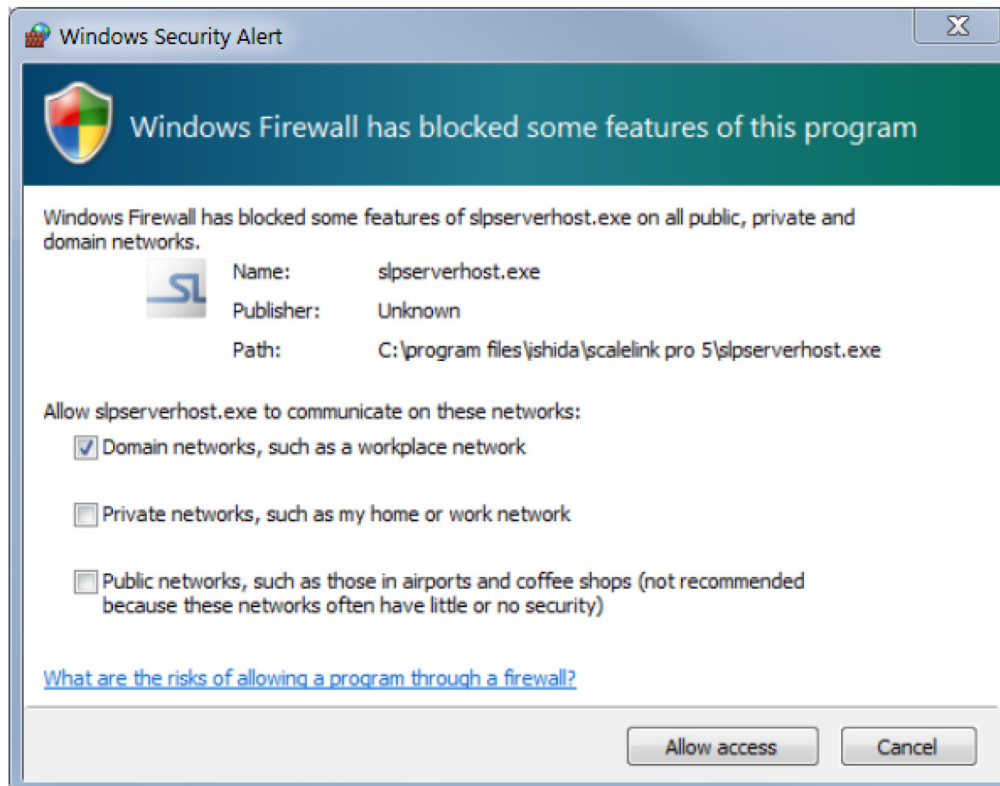 Windows Security Alert
Windows Firewall has blocked some features of this program
Windows Firewall has blocked some features of slpserverhost.exe on all public, private and
domain networks.
SL
Name: slpserverhost.exe
Publisher: Unknown
Path: C:\program files\ishida\scalelink pro 5\slpserverhost.exe
Allow slpserverhost.exe to communicate on these networks:
Domain networks, such as a workplace network
Private networks, such as my home or work network
Public networks, such as those in airports and coffee shops (not recommended
because these networks often have little or no security)
What are the risks of allowing a program through a firewall?
Allow access Cancel